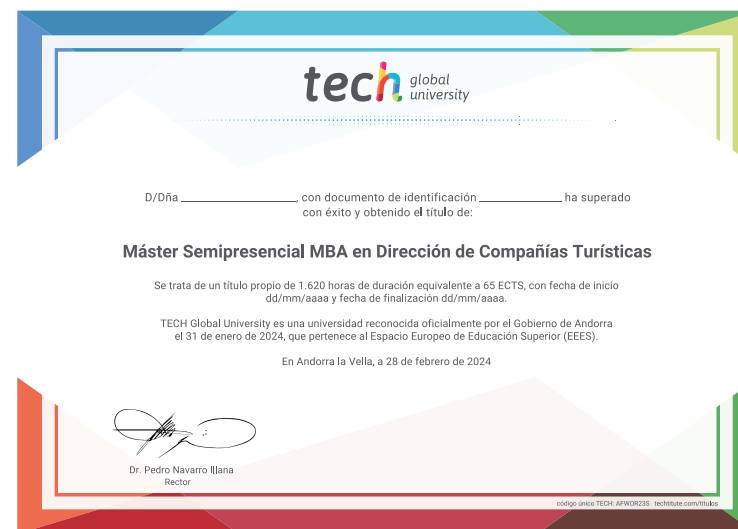 tech global university
D/Dña ____________, con documento de identificación ____________ ha superado
con éxito y obtenido el título de:
Máster Semipresencial MBA en Dirección de Compañías Turísticas
Se trata de un título propio de 1.620 horas de duración equivalente a 65 ECTS, con fecha de inicio
dd/mm/aaaa y fecha de finalización dd/mm/aaaa.
TECH Global University es una universidad reconocida oficialmente por el Gobierno de Andorra
el 31 de enero de 2024, que pertenece al Espacio Europeo de Educación Superior (EEES).
En Andorra la Vella, a 28 de febrero de 2024
Dr. Pedro Navarro Illana
Rector
código único TECH: AFWOR23S techtitute.com/titulos